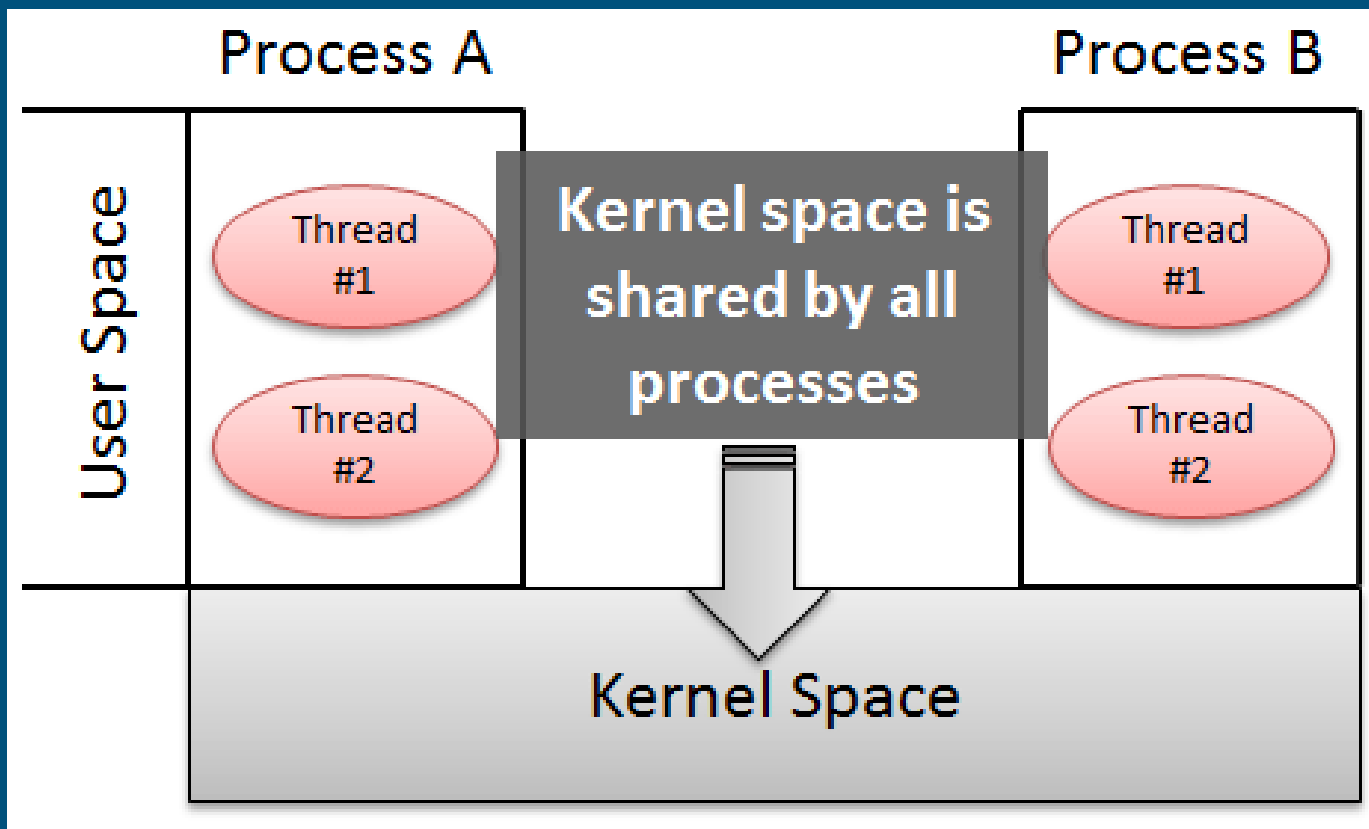 Process A
Process B
User Space
Thread
#1
Thread
#2
Kernel space is
shared by all
processes
Thread
#1
Thread
#2
Kernel Space